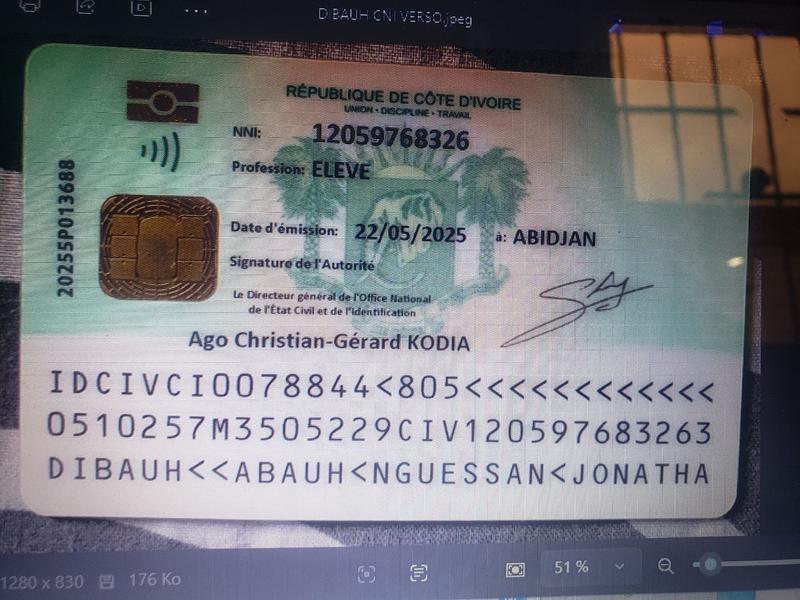 DIBAUH CNI VERSO.jpeg
RÉPUBLIQUE DE CÔTE D'IVOIRE
UNION • DISCIPLINE • TRAVAIL
NNI: 12059768326
Profession: ELEVE
20255P013688
Date d'émission: 22/05/2025 à: ABIDJAN
Signature de l'Autorité
Le Directeur général de l'Office National
de l'État Civil et de l'Identification
Ago Christian-Gérard KODIA
IDCIVCI0078844<805<<<<<<<<<<<<
0510257M3505229CIV120597683263
DIBAUH<<ABAUH<NGUESSAN<JONATHA
1280 x 830 176 Ko 51 %